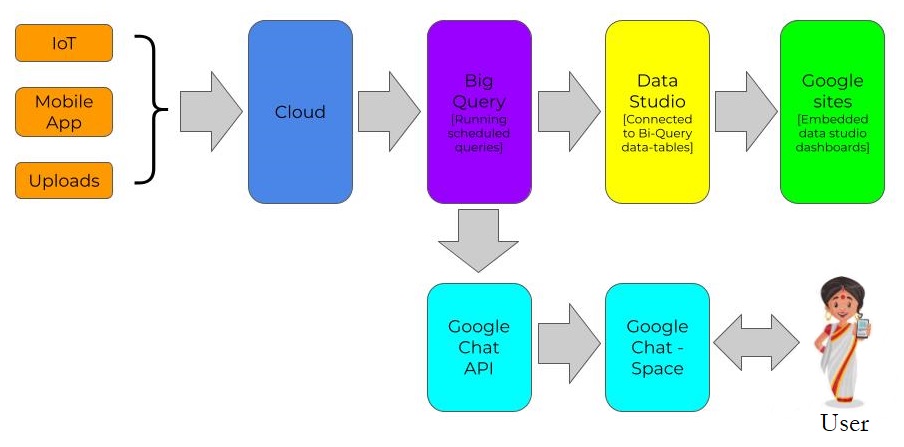 IoT
Mobile
App
Uploads
Cloud
Big
Query
[Running
scheduled
queries]
Data
Studio
[Connected
to Bi-Query
data-tables]
Google
sites
[Embedded
data studio
dashboards]
Google
Chat
API
Google
Chat -
Space
User